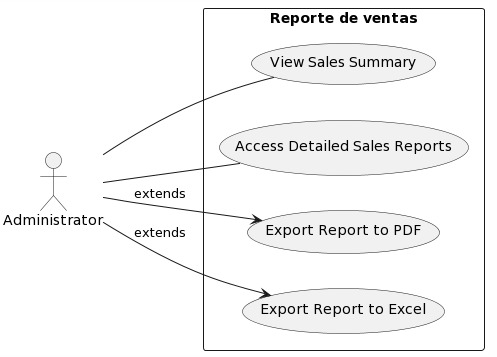 Reporte de ventas
View Sales Summary
Access Detailed Sales Reports
extends
Administrator
Export Report to PDF
extends
Export Report to Excel